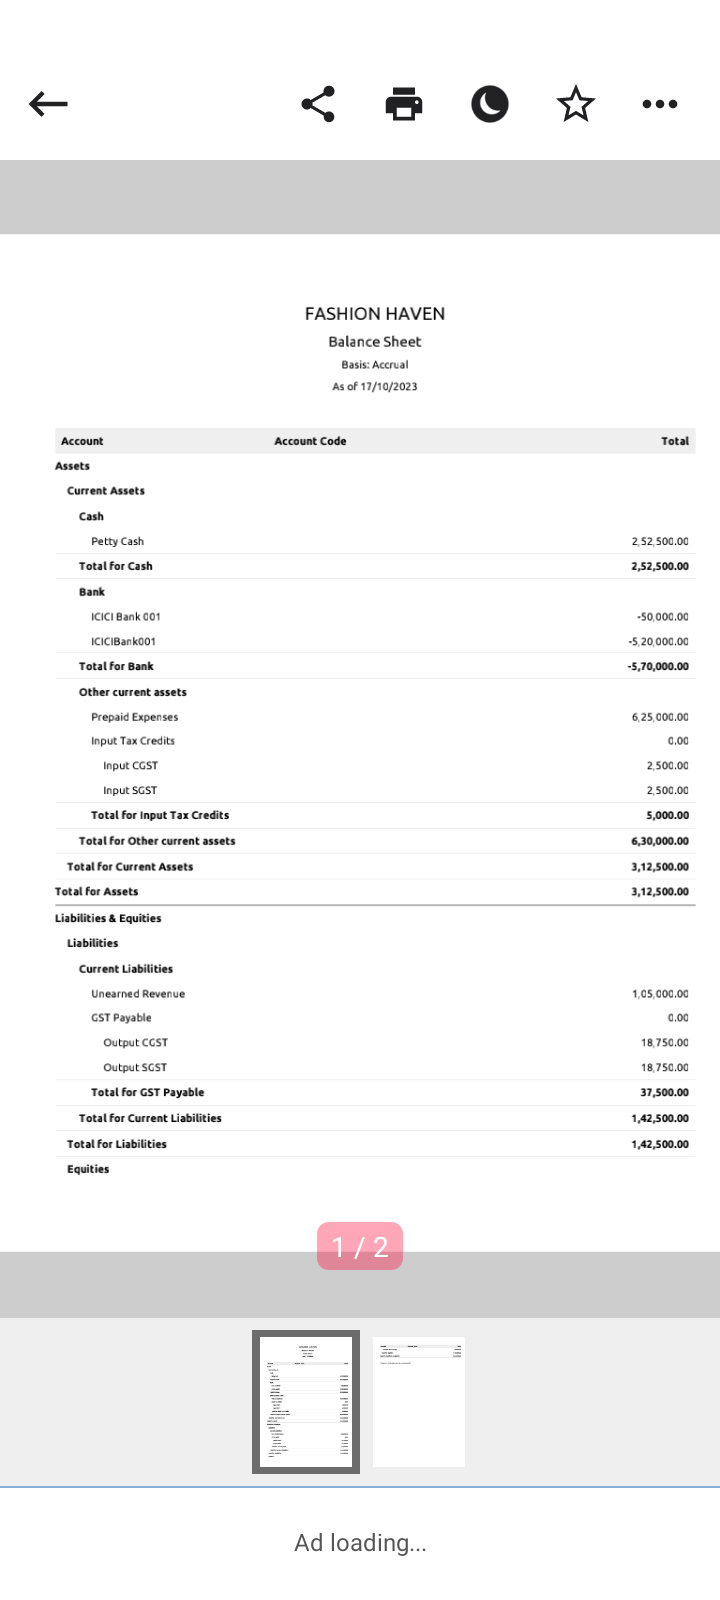 FASHION HAVEN
Balance Sheet
Basis: Accrual
As of 17/10/2023
Account Account Code Total
Assets
Current Assets
Cash
Petty Cash 2,52,500.00
Total for Cash 2,52,500.00
Bank
ICICI Bank 001 -50,000.00
ICICIBank001 -5,20,000.00
Total for Bank -5,70,000.00
Other current assets
Prepaid Expenses 6,25,000.00
Input Tax Credits 0.00
Input CGST 2,500.00
Input SGST 2,500.00
Total for Input Tax Credits 5,000.00
Total for Other current assets 6,30,000.00
Total for Current Assets 3,12,500.00
Total for Assets 3,12,500.00
Liabilities & Equities
Liabilities
Current Liabilities
Unearned Revenue 1,05,000.00
GST Payable 0.00
Output CGST 18,750.00
Output SGST 18,750.00
Total for GST Payable 37,500.00
Total for Current Liabilities 1,42,500.00
Total for Liabilities 1,42,500.00
Equities
1 / 2
Ad loading...